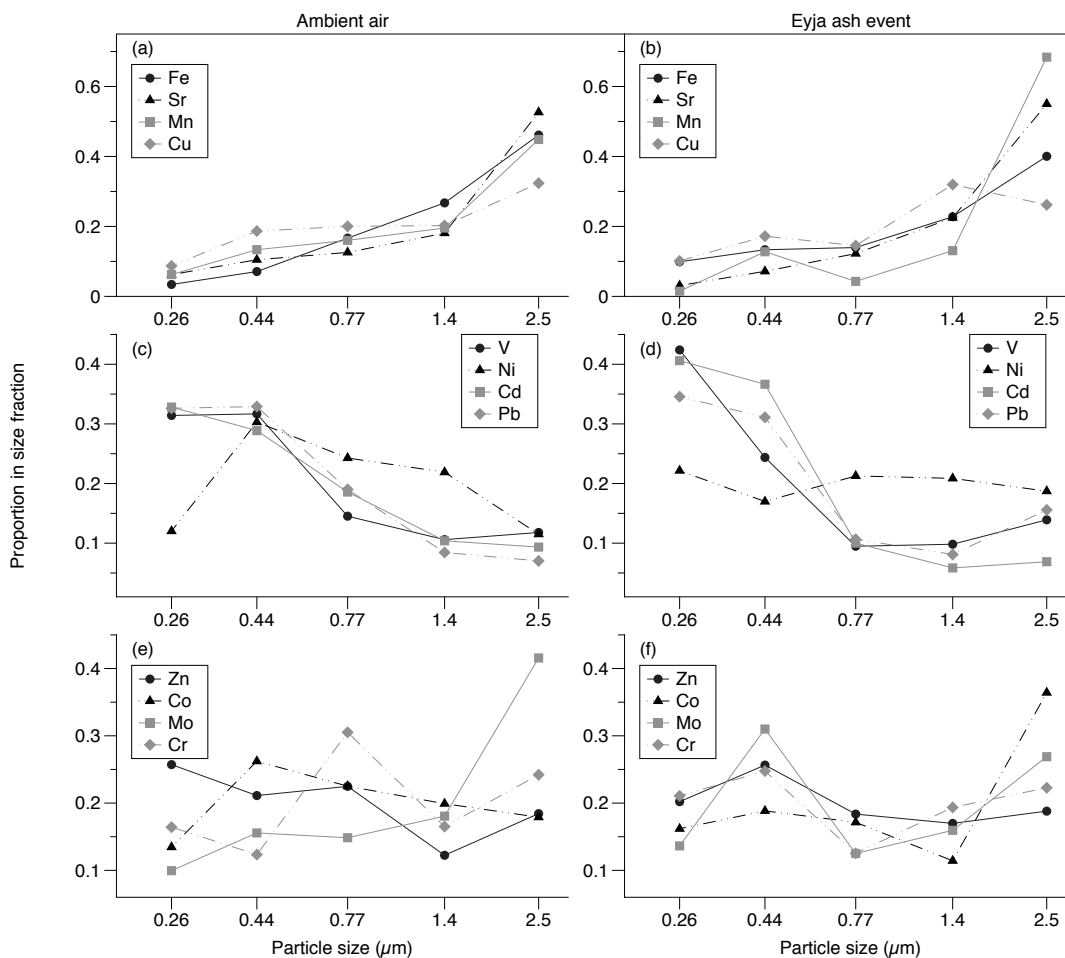 Ambient air
Eyja ash event
Proportion in size fraction
(a)
Fe
Sr
Mn
Cu
0.6
0.4
0.2
0
0.26 0.44 0.77 1.4 2.5
(b)
Fe
Sr
Mn
Cu
0.6
0.4
0.2
0
0.26 0.44 0.77 1.4 2.5
(c)
V
Ni
Cd
Pb
0.4
0.3
0.2
0.1
0.26 0.44 0.77 1.4 2.5
(d)
V
Ni
Cd
Pb
0.4
0.3
0.2
0.1
0.26 0.44 0.77 1.4 2.5
(e)
Zn
Co
Mo
Cr
0.4
0.3
0.2
0.1
0.26 0.44 0.77 1.4 2.5
Particle size (μm)
(f)
Zn
Co
Mo
Cr
0.4
0.3
0.2
0.1
0.26 0.44 0.77 1.4 2.5
Particle size (μm)